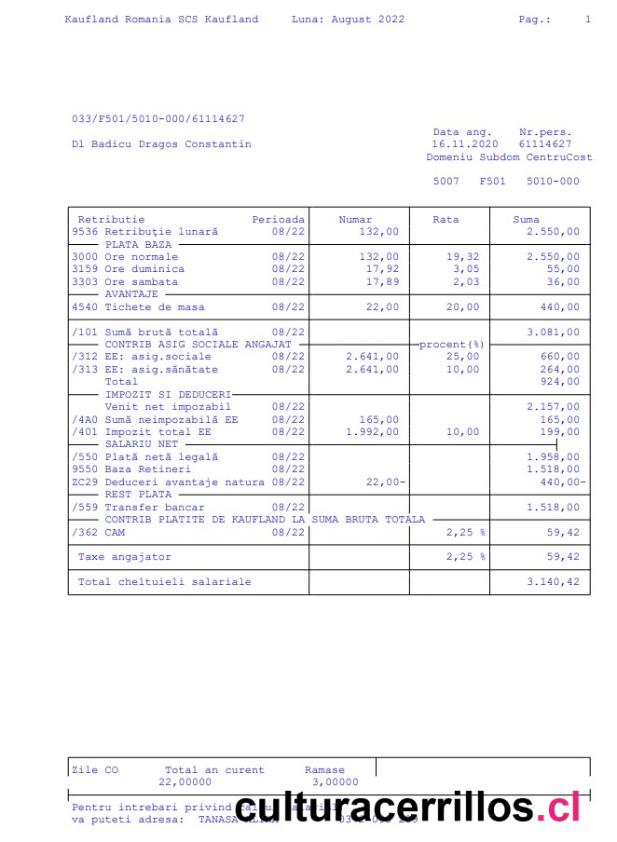 Kaufland Romania SCS Kaufland Luna: August 2022 Pag.: 1
033/F501/5010-000/61114627
Data ang. Nr.pers.
Dl Badicu Dragos Constantin 16.11.2020 61114627
Domeniu Subdom CentruCost
5007 F501 5010-000
Retributie Perioada Numar Rata Suma
9536 Retribuţie lunară 08/22 132,00 2.550,00
PLATA BAZA
3000 Ore normale 08/22 132,00 19,32 2.550,00
3159 Ore duminica 08/22 17,92 3,05 55,00
3303 Ore sambata 08/22 17,89 2,03 36,00
AVANTAJE
4540 Tichete de masa 08/22 22,00 20,00 440,00
/101 Sumă brută totală 08/22 3.081,00
CONTRIB ASIG SOCIALE ANGAJAT procent(%)
/312 EE: asig.sociale 08/22 2.641,00 25,00 660,00
/313 EE: asig.sănătate 08/22 2.641,00 10,00 264,00
Total 924,00
IMPOZIT SI DEDUCERI
Venit net impozabil 08/22 2.157,00
/4A0 Sumă neimpozabilă EE 08/22 165,00 165,00
/401 Impozit total EE 08/22 1.992,00 10,00 199,00
SALARIU NET
/550 Plată netă legală 08/22 1.958,00
9550 Baza Retineri 08/22 1.518,00
ZC29 Deduceri avantaje natura 08/22 22,00- 440,00-
REST PLATA
/559 Transfer bancar 08/22 1.518,00
CONTRIB PLATITE DE KAUFLAND LA SUMA BRUTA TOTALA
/362 CAM 08/22 2,25 % 59,42
Taxe angajator 2,25 % 59,42
Total cheltuieli salariale 3.140,42
Zile CO Total an curent Ramase
22,00000 3,00000
Pentru intrebari privind
va puteti adresa: TANASA
culturacerrillos.cl